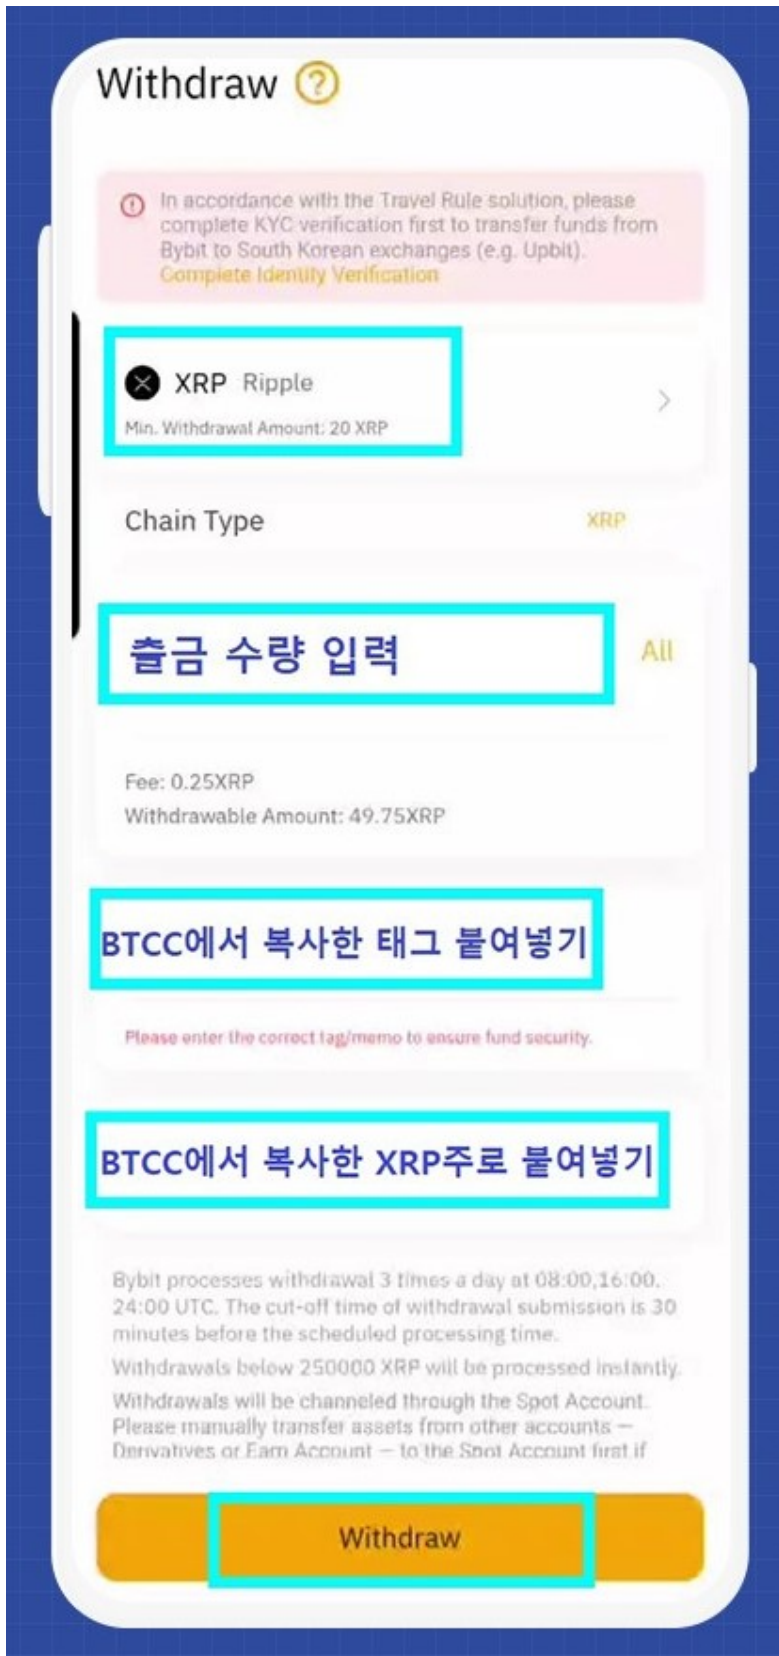 Withdraw ?
In accordance with the Travel Rule solution, please
complete KYC verification first to transfer funds from
Bybit to South Korean exchanges (e.g. Upbit).
Complete Identity Verification
XRP Ripple
Min. Withdrawal Amount: 20 XRP
Chain Type XRP
출금 수량 입력 All
Fee: 0.25XRP
Withdrawable Amount: 49.75XRP
BTCC에서 복사한 태그 붙여넣기
Please enter the correct tag/memo to ensure fund security.
BTCC에서 복사한 XRP주로 붙여넣기
Bybit processes withdrawal 3 times a day at 08:00,16:00,
24:00 UTC. The cut-off time of withdrawal submission is 30
minutes before the scheduled processing time.
Withdrawals below 250000 XRP will be processed instantly.
Withdrawals will be channeled through the Spot Account.
Please manually transfer assets from other accounts —
Derivatives or Earn Account — to the Spot Account first if
Withdraw